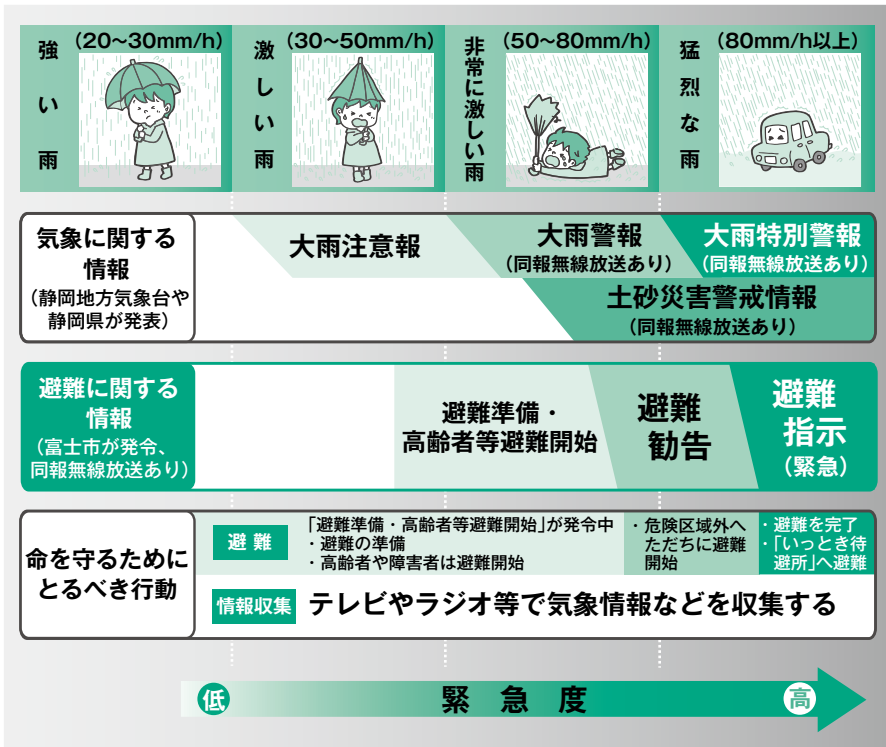 強い雨
(20～30mm/h)
激しい雨
(30～50mm/h)
非常に激しい雨
(50～80mm/h)
猛烈な雨
(80mm/h以上)
気象に関する
情報
(静岡地方気象台や
静岡県が発表)
大雨注意報
大雨警報
(同報無線放送あり)
大雨特別警報
(同報無線放送あり)
土砂災害警戒情報
(同報無線放送あり)
避難に関する
情報
(富士市が発令、
同報無線放送あり)
避難準備・
高齢者等避難開始
避難
勧告
避難
指示
(緊急)
命を守るために
とるべき行動
避難
「避難準備・高齢者等避難開始」が発令中
・避難の準備
・高齢者や障害者は避難開始
・危険区域外へ
ただちに避難
開始
・避難を完了
・「いっとき待
避所」へ避難
情報収集
テレビやラジオ等で気象情報などを収集する
低
緊急度
高